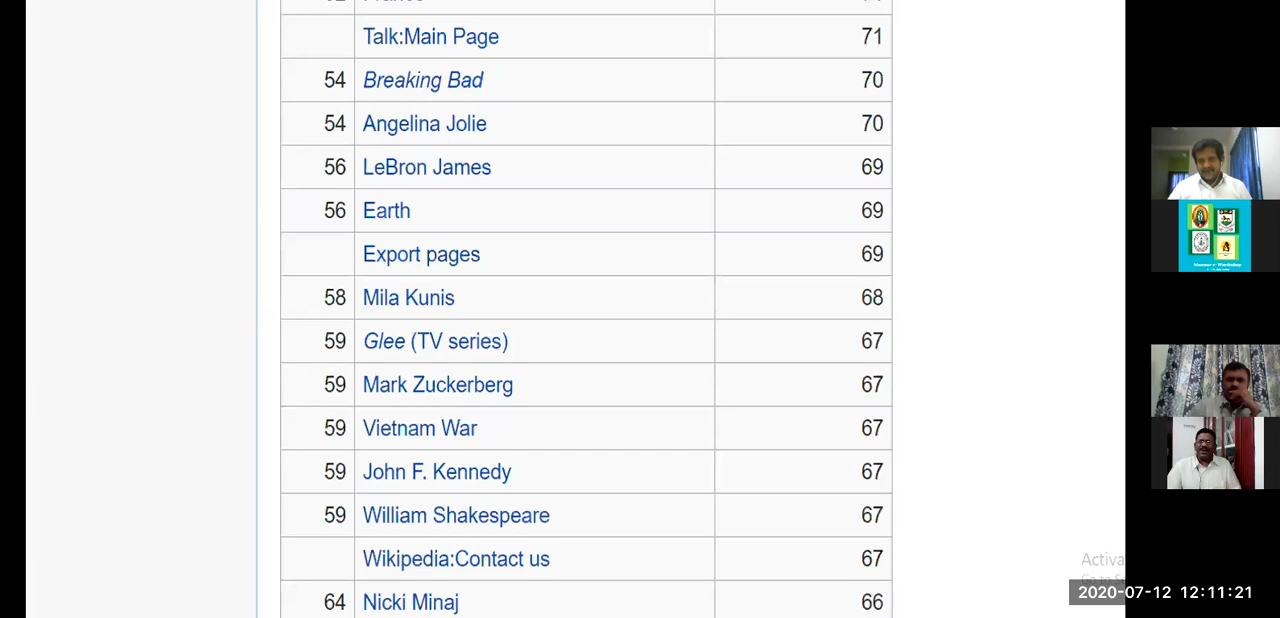 Talk:Main Page 71
54 Breaking Bad 70
54 Angelina Jolie 70
56 LeBron James 69
56 Earth 69
Export pages 69
58 Mila Kunis 68
59 Glee (TV series) 67
59 Mark Zuckerberg 67
59 Vietnam War 67
59 John F. Kennedy 67
59 William Shakespeare 67
Wikipedia:Contact us 67
64 Nicki Minaj 66
Activa
2020-07-12 12:11:21